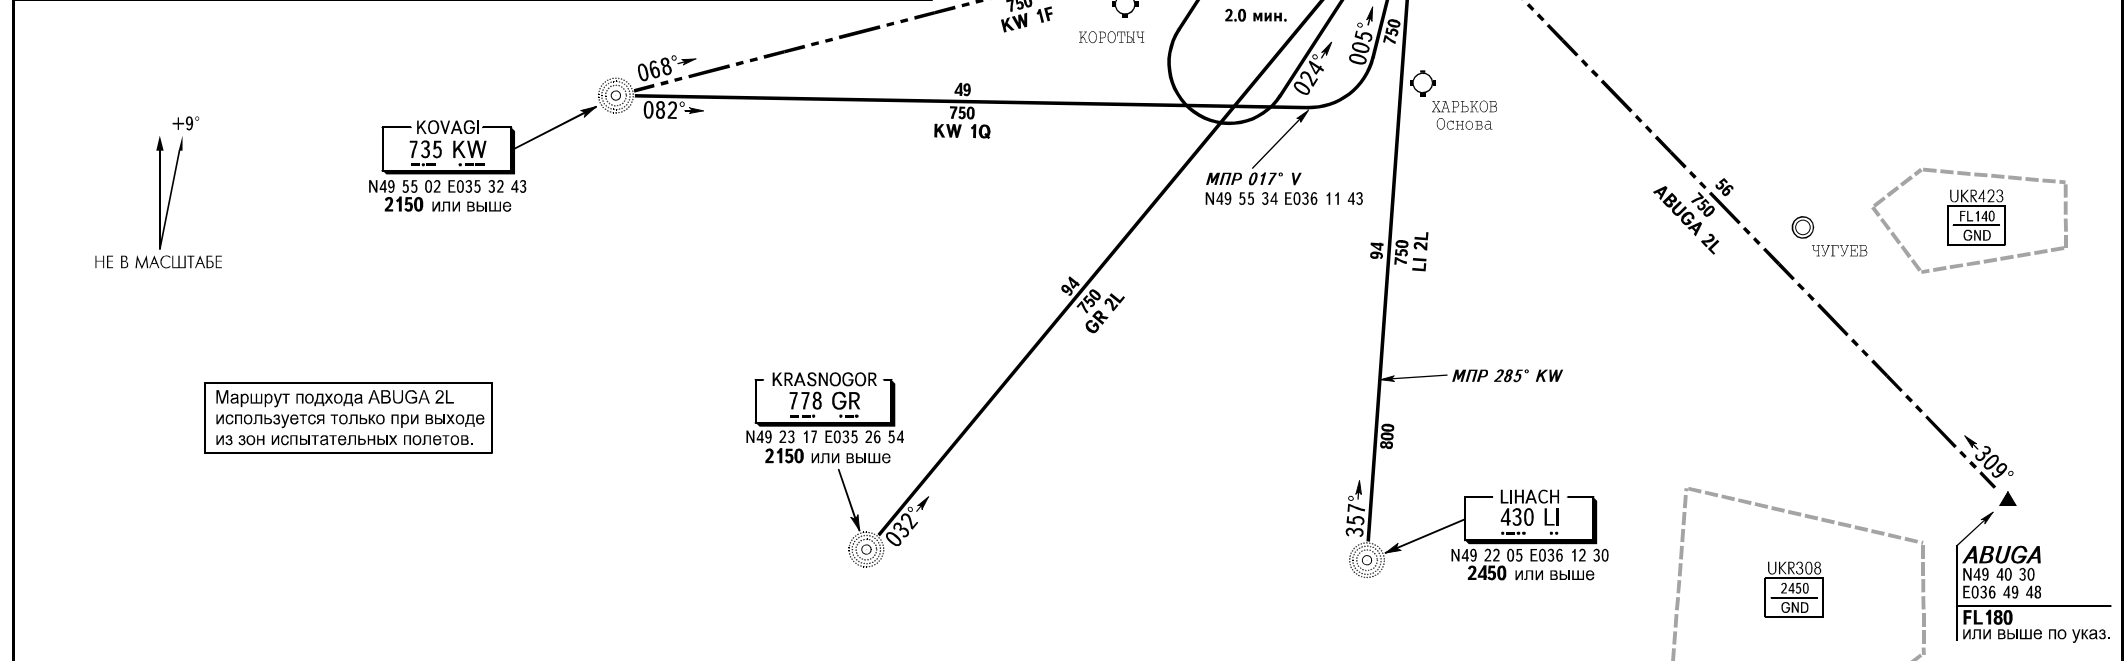 750
KW 1F
КОРОТЫЧ
2.0 мин.
005°
750
024°
068°
082°
49
750
KW 1Q
ХАРЬКОВ
Основа
+9°
НЕ В МАСШТАБЕ
KOVAGI
735 KW
N49 55 02 E035 32 43
2150 или выше
МПР 017° V
N49 55 34 E036 11 43
56
750
ABUGA 2L
ЧУГУЕВ
UKR423
FL140
GND
94
750
LI 2L
94
750
GR 2L
МПР 285° KW
800
Маршрут подхода ABUGA 2L
используется только при выходе
из зон испытательных полетов.
KRASNOGOR
778 GR
N49 23 17 E035 26 54
2150 или выше
032°
357°
LIHACH
430 LI
N49 22 05 E036 12 30
2450 или выше
309°
UKR308
2450
GND
ABUGA
N49 40 30
E036 49 48
FL180
или выше по указ.